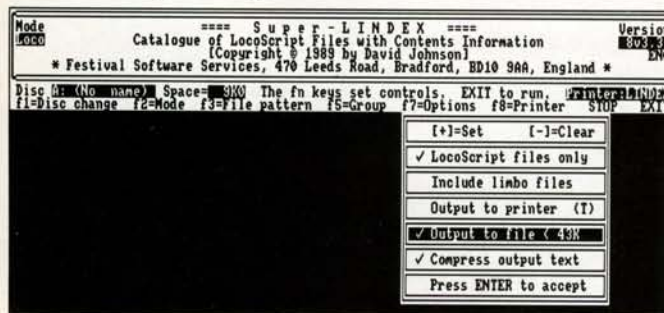 Mode ==== Super-LINDEX ==== Versio
Loco Catalogue of LocoScript Files with Contents Information
[Copyright © 1989 by David Johnson]
* Festival Software Services, 470 Leeds Road, Bradford, BD10 9AA, England *
Disc A: (No name) Space= 9K0 The fn keys set controls. EXIT to run. Printer:LINDE
f1=Disc change f2=Mode f3=File pattern f5=Group f7=Options f8=Printer STOP EXIT
[+]=Set [-]=Clear
✓ LocoScript files only
Include limbo files
Output to printer (T)
✓ Output to file < 43K
✓ Compress output text
Press ENTER to accept